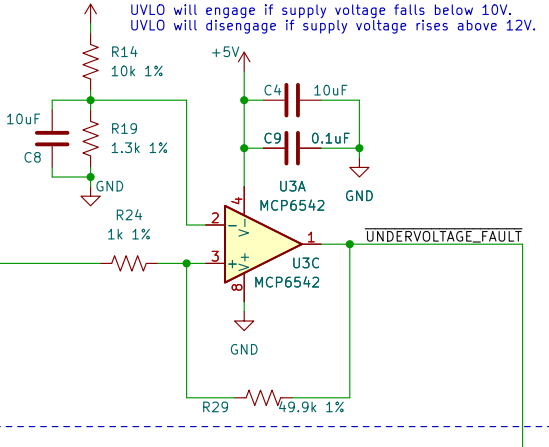 UVLO will engage if supply voltage falls below 10V.
UVLO will disengage if supply voltage rises above 12V.
R14
10k 1%
+5V
C4 10uF
10uF
C8
R19
1.3k 1%
C9 0.1uF
GND
U3A
MCP6542
GND
4
R24
1k 1%
2
V-
-
1
UNDERVOLTAGE_FAULT
3
+
V+
U3C
MCP6542
8
GND
R29 49.9k 1%